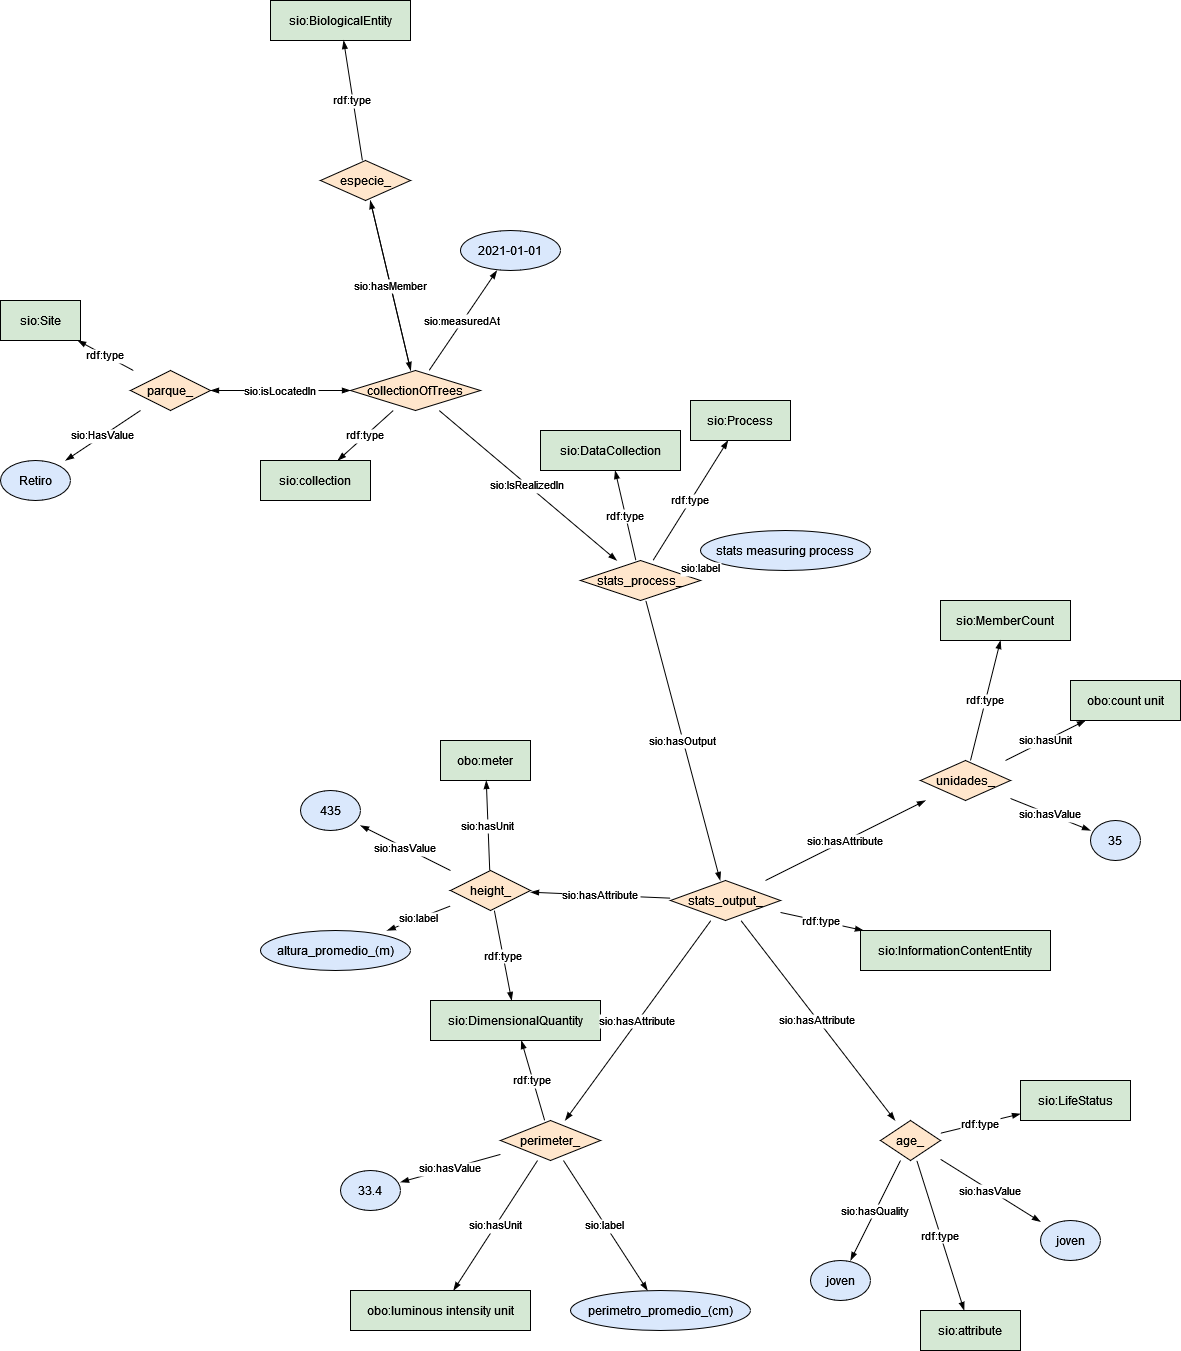 sio:BiologicalEntity
rdf:type
especie_
2021-01-01
sio:hasMember
sio:Site
sio:measuredAt
rdf:type
parque_
sio:isLocatedIn
collectionOfTrees
sio:HasValue
rdf:type
sio:Process
sio:DataCollection
Retiro
sio:collection
sio:IsRealizedIn
rdf:type
rdf:type
stats measuring process
sio:label
stats_process_
sio:MemberCount
rdf:type
obo:count unit
sio:hasOutput
sio:hasUnit
obo:meter
unidades_
435
sio:hasUnit
sio:hasValue
sio:hasAttribute
35
sio:hasValue
height_
sio:hasAttribute
stats_output_
sio:label
rdf:type
altura_promedio_(m)
sio:InformationContentEntity
rdf:type
sio:DimensionalQuantity
sio:hasAttribute
sio:hasAttribute
rdf:type
sio:LifeStatus
rdf:type
perimeter_
age_
sio:hasValue
33.4
sio:hasValue
sio:hasQuality
sio:hasUnit
sio:label
rdf:type
joven
joven
obo:luminous intensity unit
perimetro_promedio_(cm)
sio:attribute